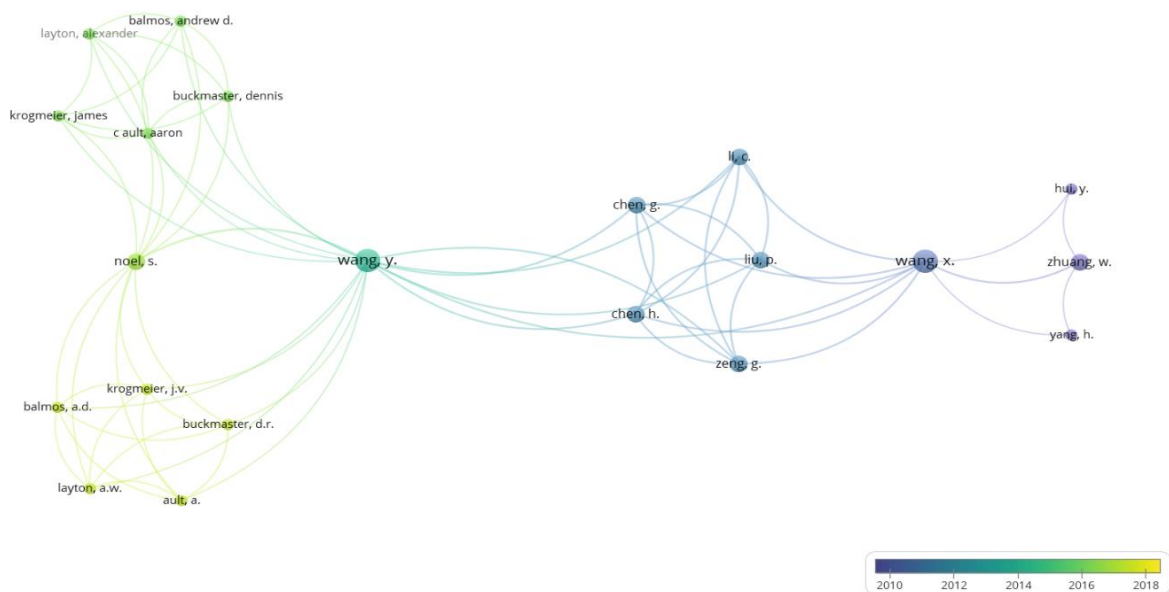 balmos, andrew d.
layton, alexander
buckmaster, dennis
krogmeier, james
c ault, aaron
li, c.
hui, y.
chen, g.
noel, s.
wang, y.
liu, p.
wang, x.
zhuang, w.
chen, h.
yang, h.
zeng, g.
krogmeier, j.v.
balmos, a.d.
buckmaster, d.r.
layton, a.w.
ault, a.
2010 2012 2014 2016 2018